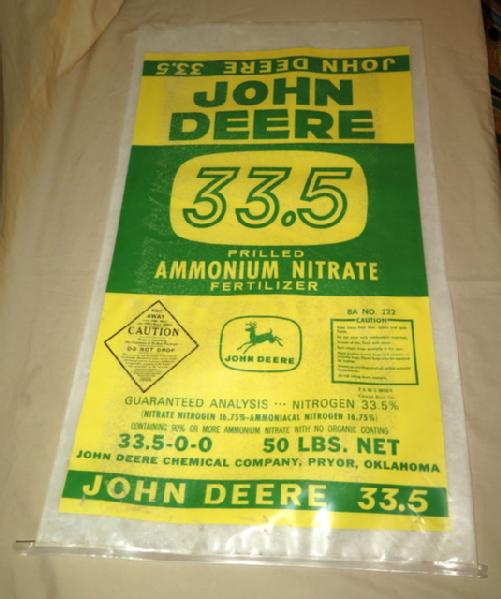 JOHN DEERE 33.5
JOHN
DEERE
33.5
PRILLED
AMMONIUM NITRATE
FERTILIZER
CAUTION
DO NOT DROP
JOHN DEERE
BA NO. 222
CAUTION
GUARANTEED ANALYSIS ··· NITROGEN 33.5%
(NITRATE NITROGEN 16.75%-AMMONIACAL NITROGEN 16.75%)
CONTAINING 90% OR MORE AMMONIUM NITRATE WITH NO ORGANIC COATING
33.5-0-0 50 LBS. NET
JOHN DEERE CHEMICAL COMPANY, PRYOR, OKLAHOMA
JOHN DEERE 33.5